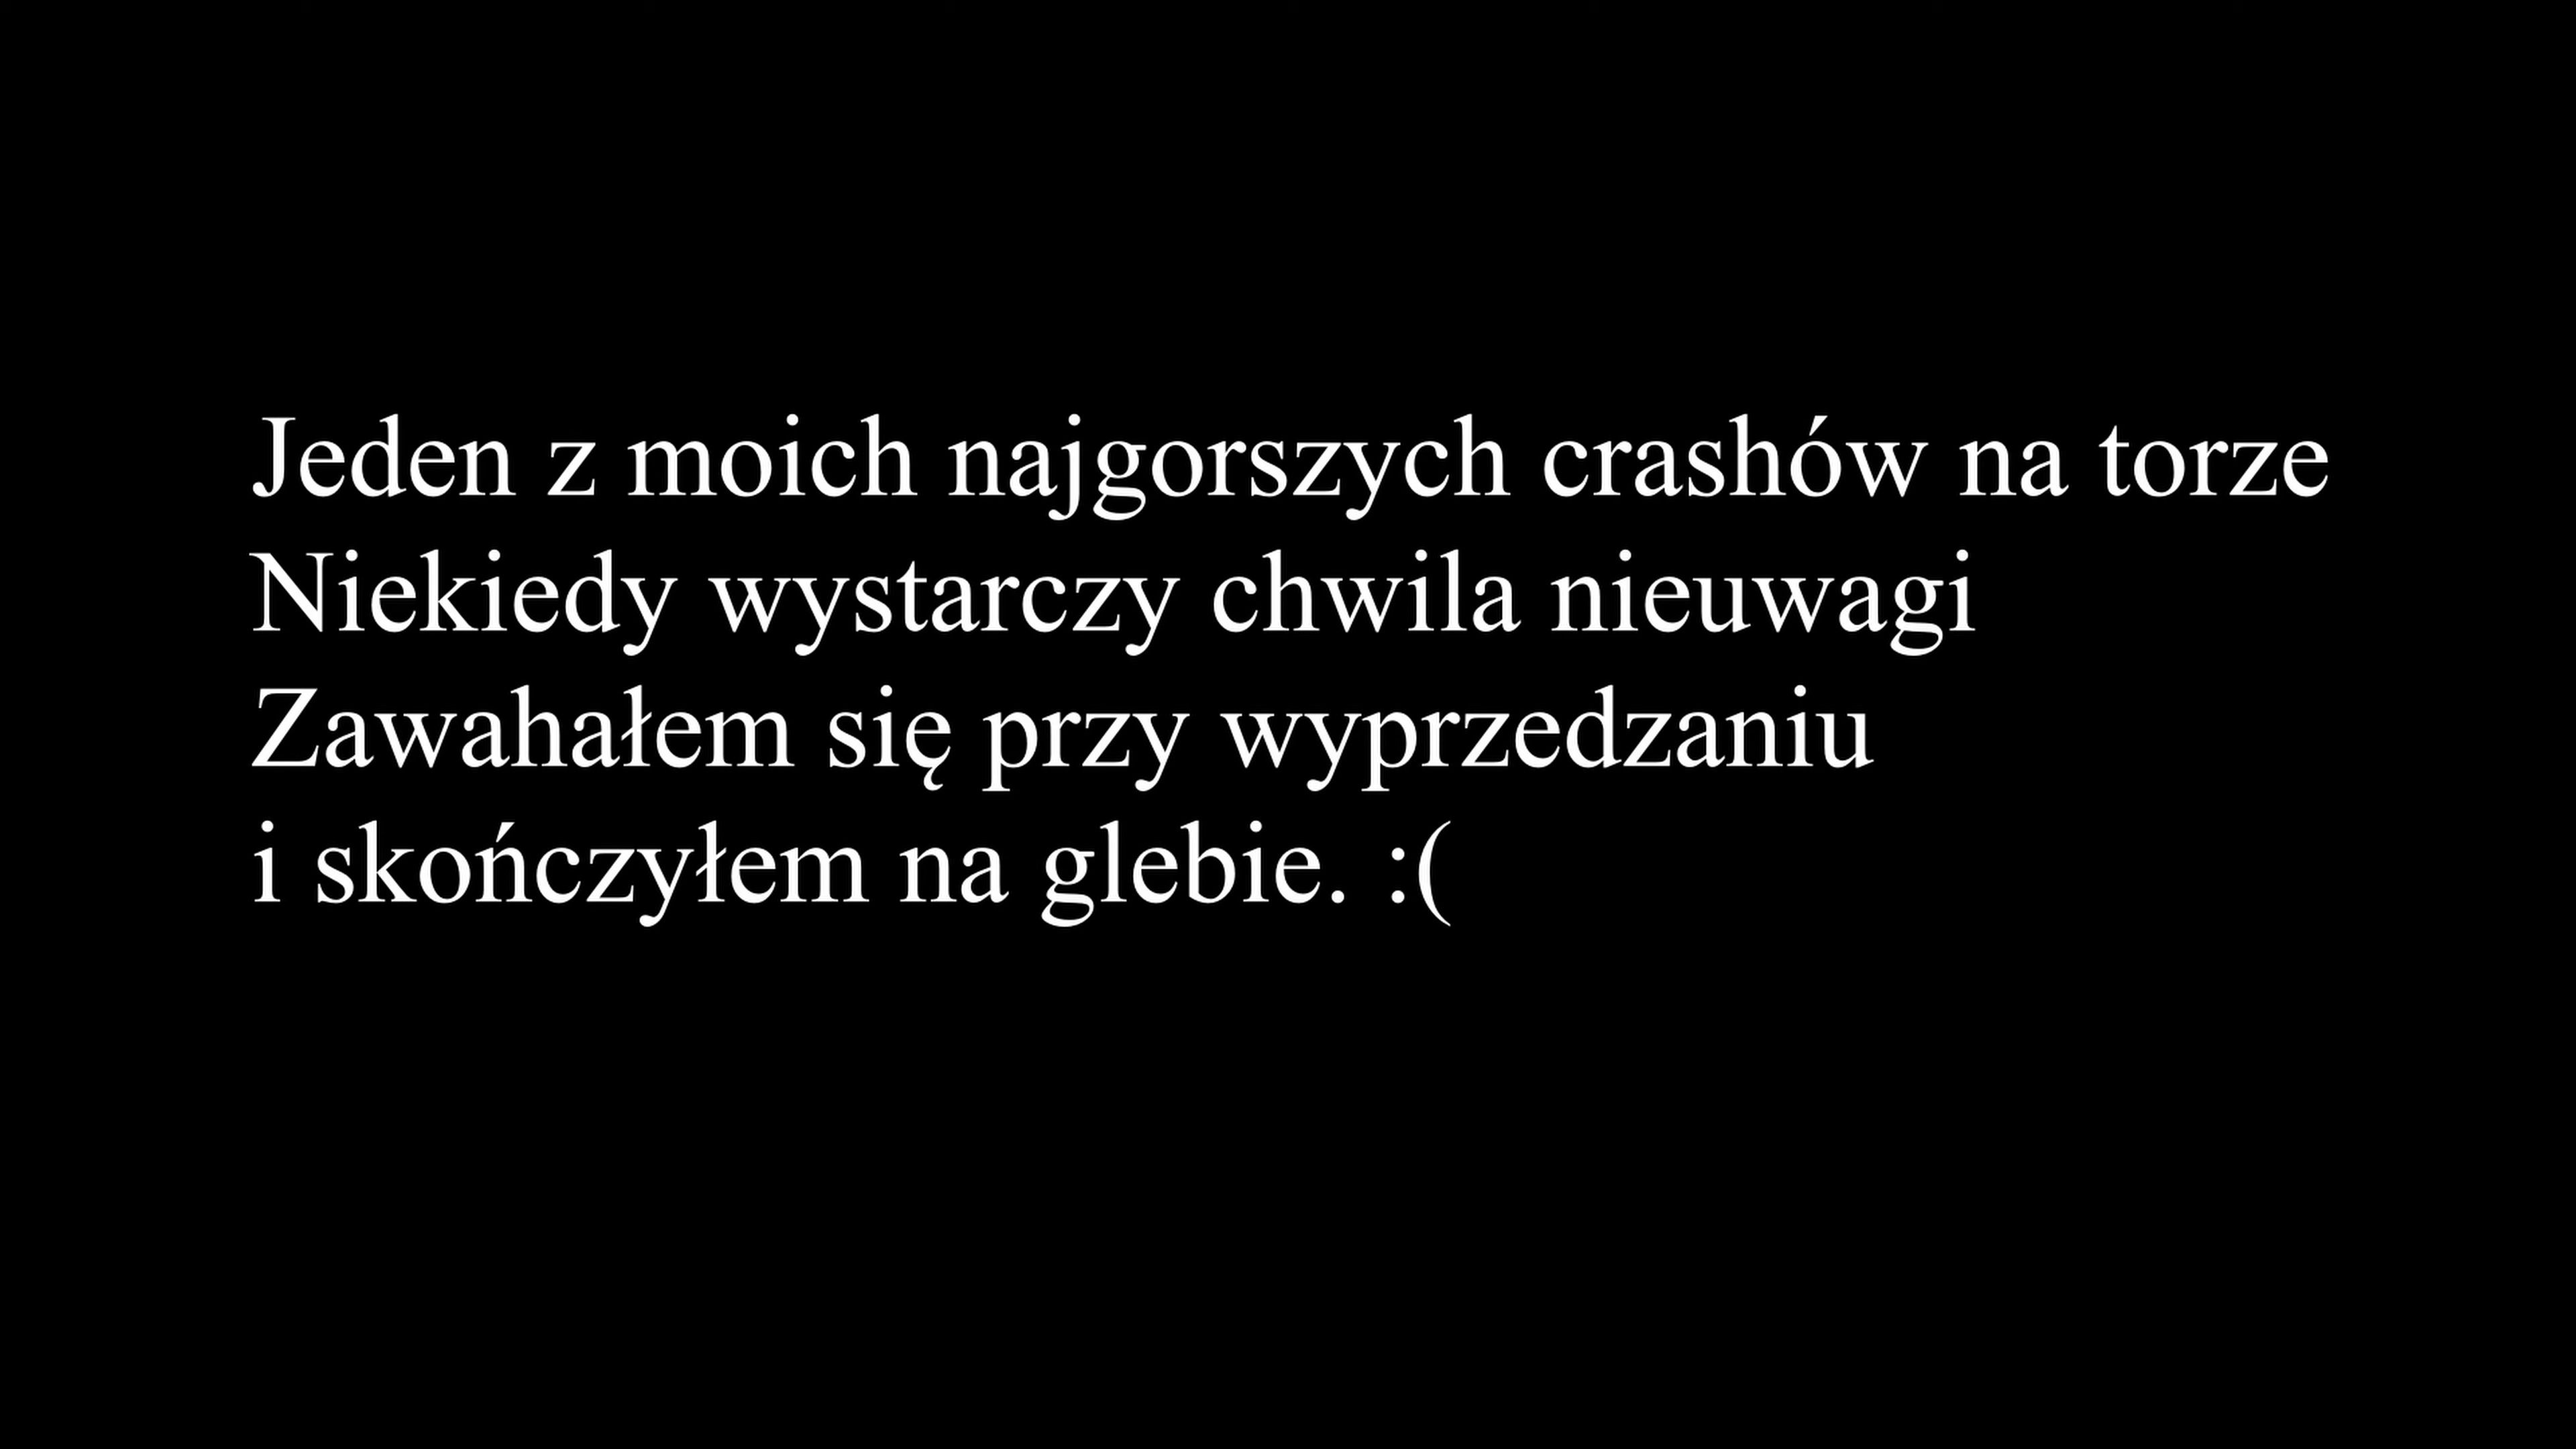 Jeden z moich najgorszych crashów na torze
Niekiedy wystarczy chwila nieuwagi
Zawahałem się przy wyprzedzaniu
i skończyłem na glebie. :(